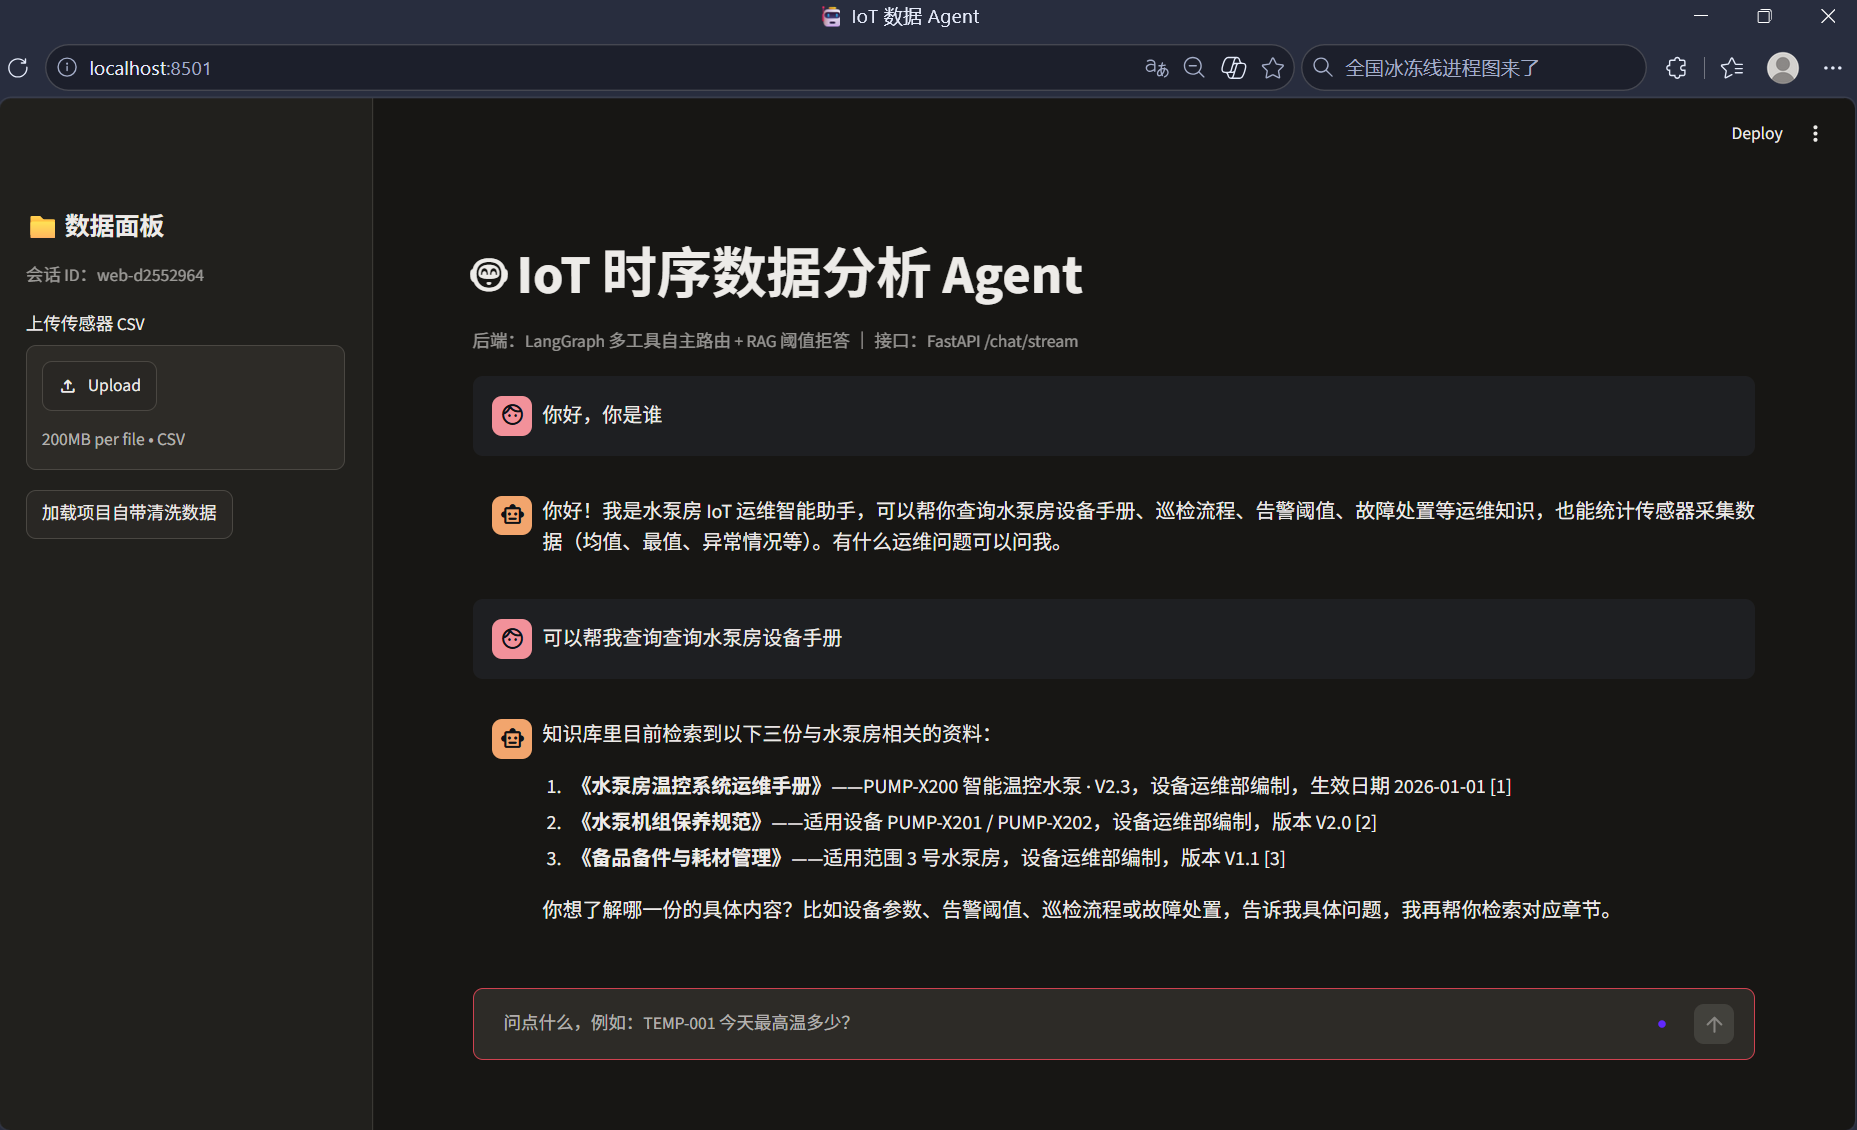 IoT 数据 Agent
localhost:8501
全国冰冻线进程图来了
Deploy
数据面板
会话 ID：web-d2552964
上传传感器 CSV
Upload
200MB per file • CSV
加载项目自带清洗数据
IoT 时序数据分析 Agent
后端：LangGraph 多工具自主路由 + RAG 阈值拒答 ｜ 接口：FastAPI /chat/stream
你好，你是谁
你好！我是水泵房 IoT 运维智能助手，可以帮你查询水泵房设备手册、巡检流程、告警阈值、故障处置等运维知识，也能统计传感器采集数
据（均值、最值、异常情况等）。有什么运维问题可以问我。
可以帮我查询查询水泵房设备手册
知识库里目前检索到以下三份与水泵房相关的资料：
1. 《水泵房温控系统运维手册》——PUMP-X200 智能温控水泵 · V2.3，设备运维部编制，生效日期 2026-01-01 [1]
2. 《水泵机组保养规范》——适用设备 PUMP-X201 / PUMP-X202，设备运维部编制，版本 V2.0 [2]
3. 《备品备件与耗材管理》——适用范围 3 号水泵房，设备运维部编制，版本 V1.1 [3]
你想了解哪一份的具体内容？比如设备参数、告警阈值、巡检流程或故障处置，告诉我具体问题，我再帮你检索对应章节。
问点什么，例如：TEMP-001 今天最高温多少？